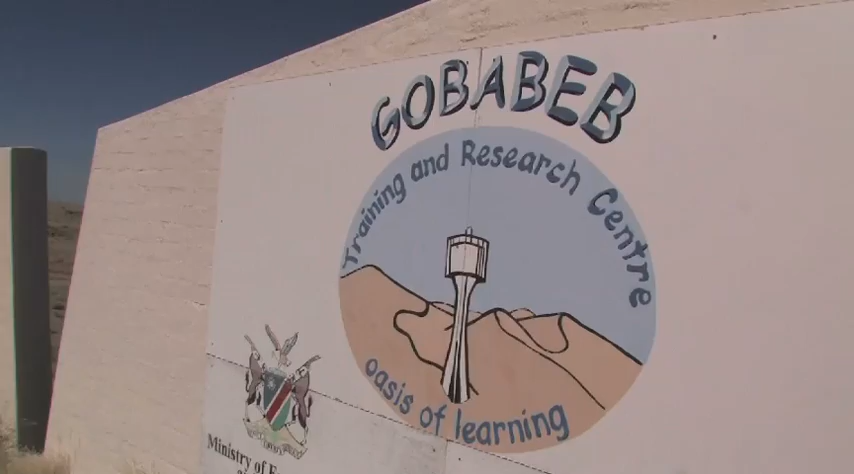 GOBABEB
Training and Research Centre
oasis of learning
Ministry of